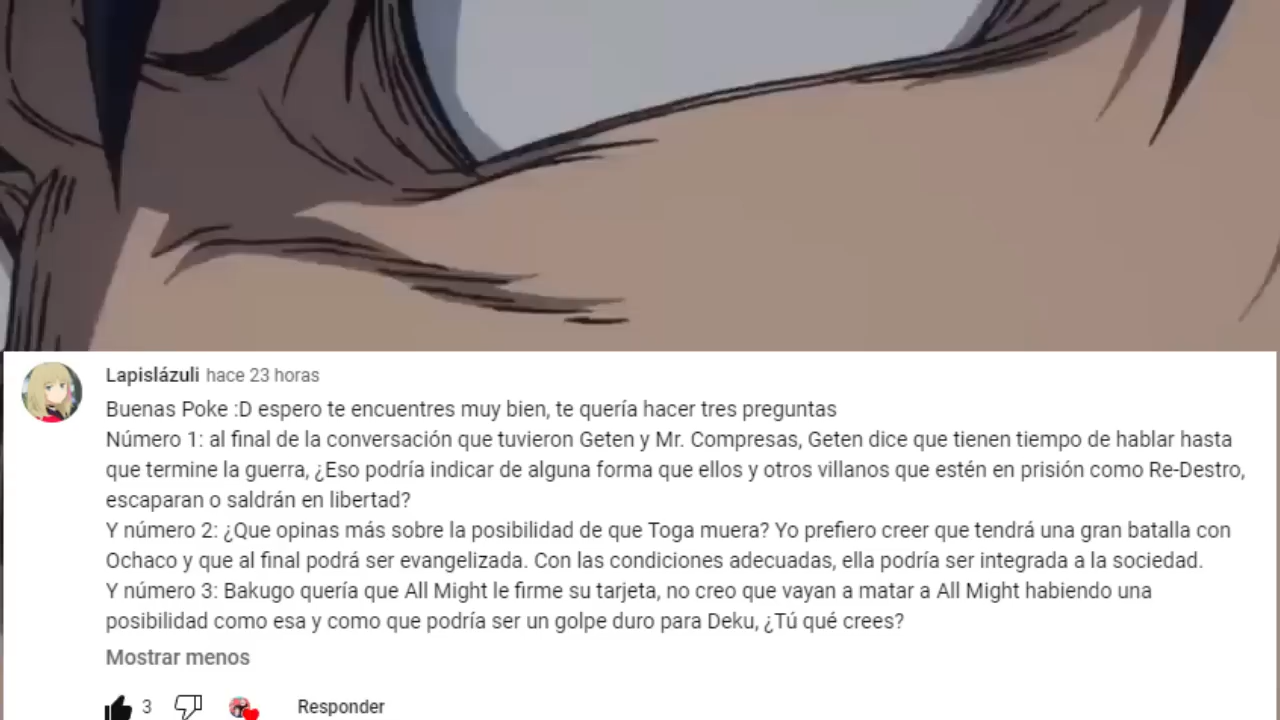 Lapislázuli hace 23 horas
Buenas Poke :D espero te encuentres muy bien, te quería hacer tres preguntas
Número 1: al final de la conversación que tuvieron Geten y Mr. Compresas, Geten dice que tienen tiempo de hablar hasta
que termine la guerra, ¿Eso podría indicar de alguna forma que ellos y otros villanos que estén en prisión como Re-Destro,
escaparan o saldrán en libertad?
Y número 2: ¿Que opinas más sobre la posibilidad de que Toga muera? Yo prefiero creer que tendrá una gran batalla con
Ochaco y que al final podrá ser evangelizada. Con las condiciones adecuadas, ella podría ser integrada a la sociedad.
Y número 3: Bakugo quería que All Might le firme su tarjeta, no creo que vayan a matar a All Might habiendo una
posibilidad como esa y como que podría ser un golpe duro para Deku, ¿Tú qué crees?
Mostrar menos
3 Responder